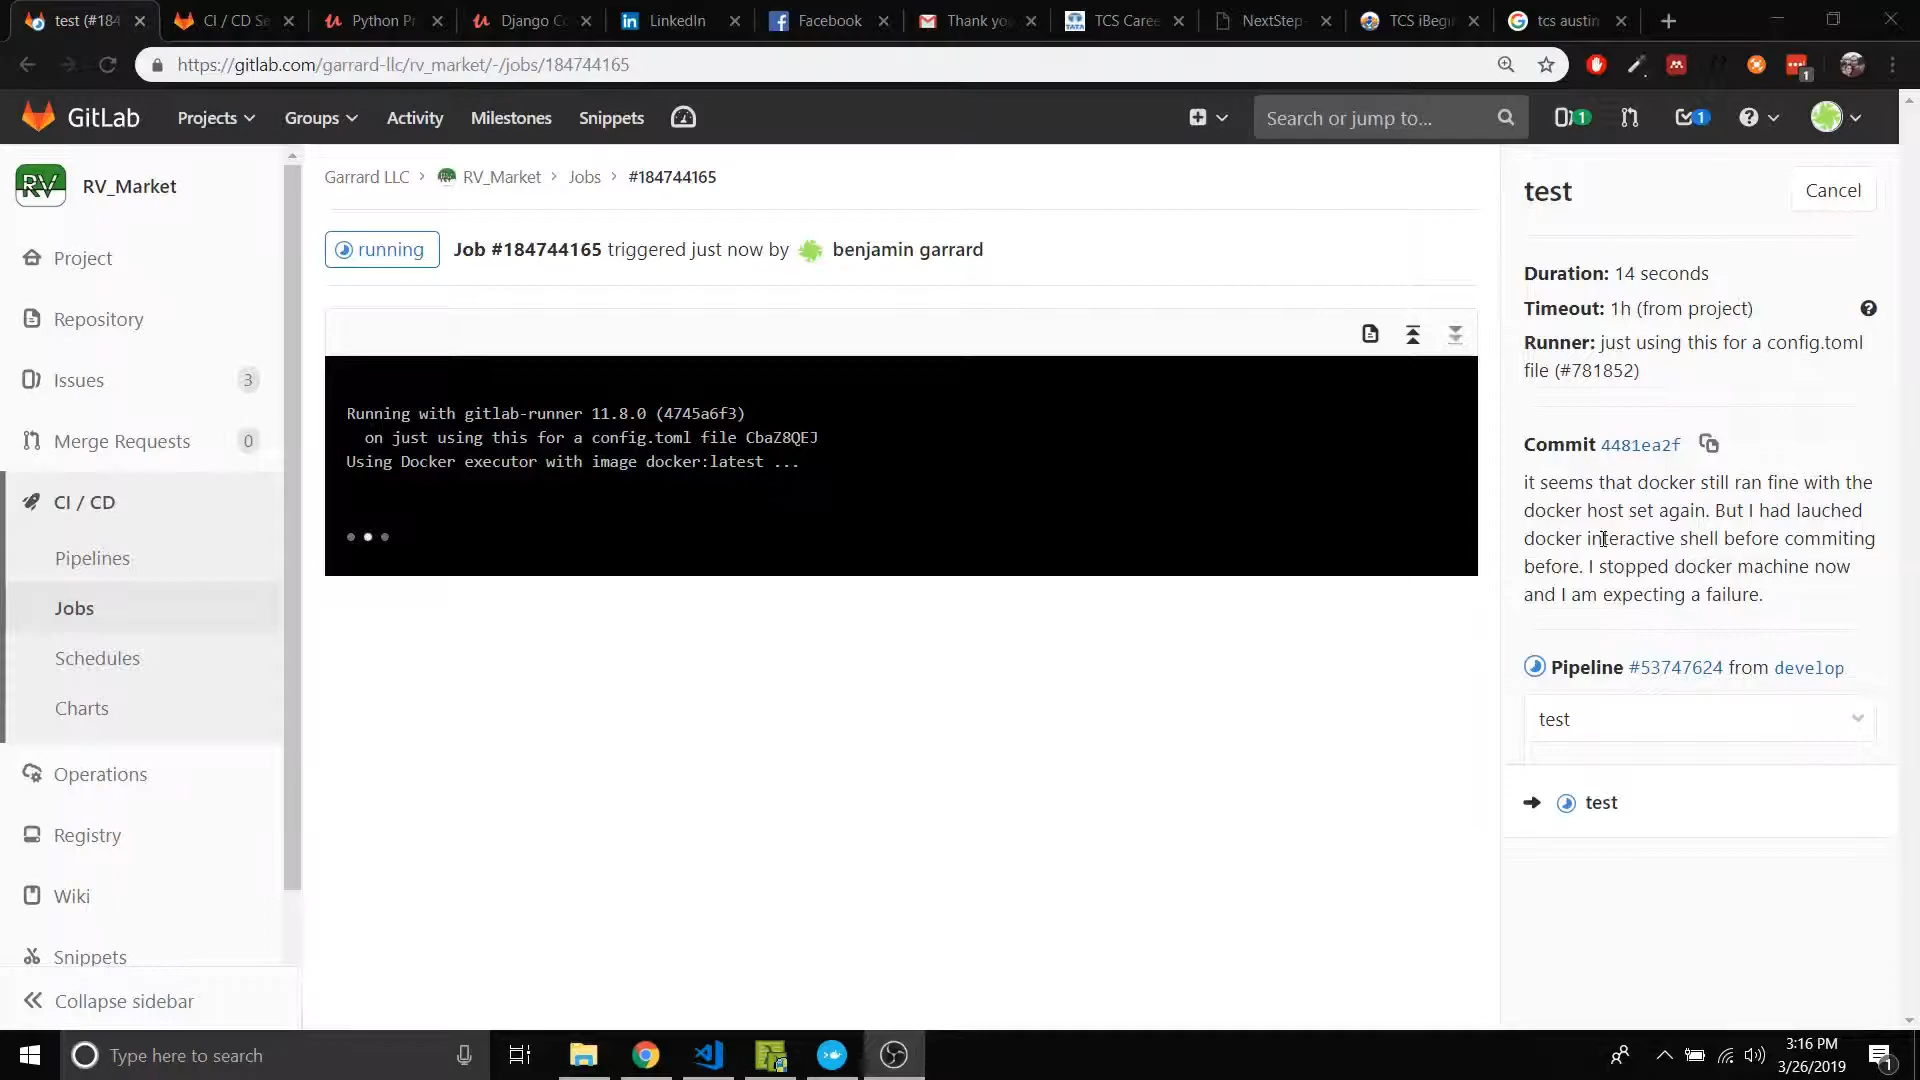 test (#184
CI / CD Se
Python Pr
Django Co
LinkedIn
Facebook
Thank yo
TCS Caree
NextStep
TCS iBegi
tcs austin
https://gitlab.com/garrard-llc/rv_market/-/jobs/184744165
1
GitLab
Projects
Groups
Activity
Milestones
Snippets
Search or jump to...
1
1
RV
RV_Market
Project
Repository
Issues
3
Merge Requests
0
CI / CD
Pipelines
Jobs
Schedules
Charts
Operations
Registry
Wiki
Snippets
Collapse sidebar
Garrard LLC > RV_Market > Jobs > #184744165
running
Job #184744165 triggered just now by benjamin garrard
Running with gitlab-runner 11.8.0 (4745a6f3)
on just using this for a config.toml file CbaZ8QEJ
Using Docker executor with image docker:latest ...
test
Cancel
Duration: 14 seconds
Timeout: 1h (from project)
Runner: just using this for a config.toml
file (#781852)
Commit 4481ea2f
it seems that docker still ran fine with the
docker host set again. But I had lauched
docker interactive shell before commiting
before. I stopped docker machine now
and I am expecting a failure.
Pipeline #53747624 from develop
test
test
Type here to search
3:16 PM
3/26/2019
1